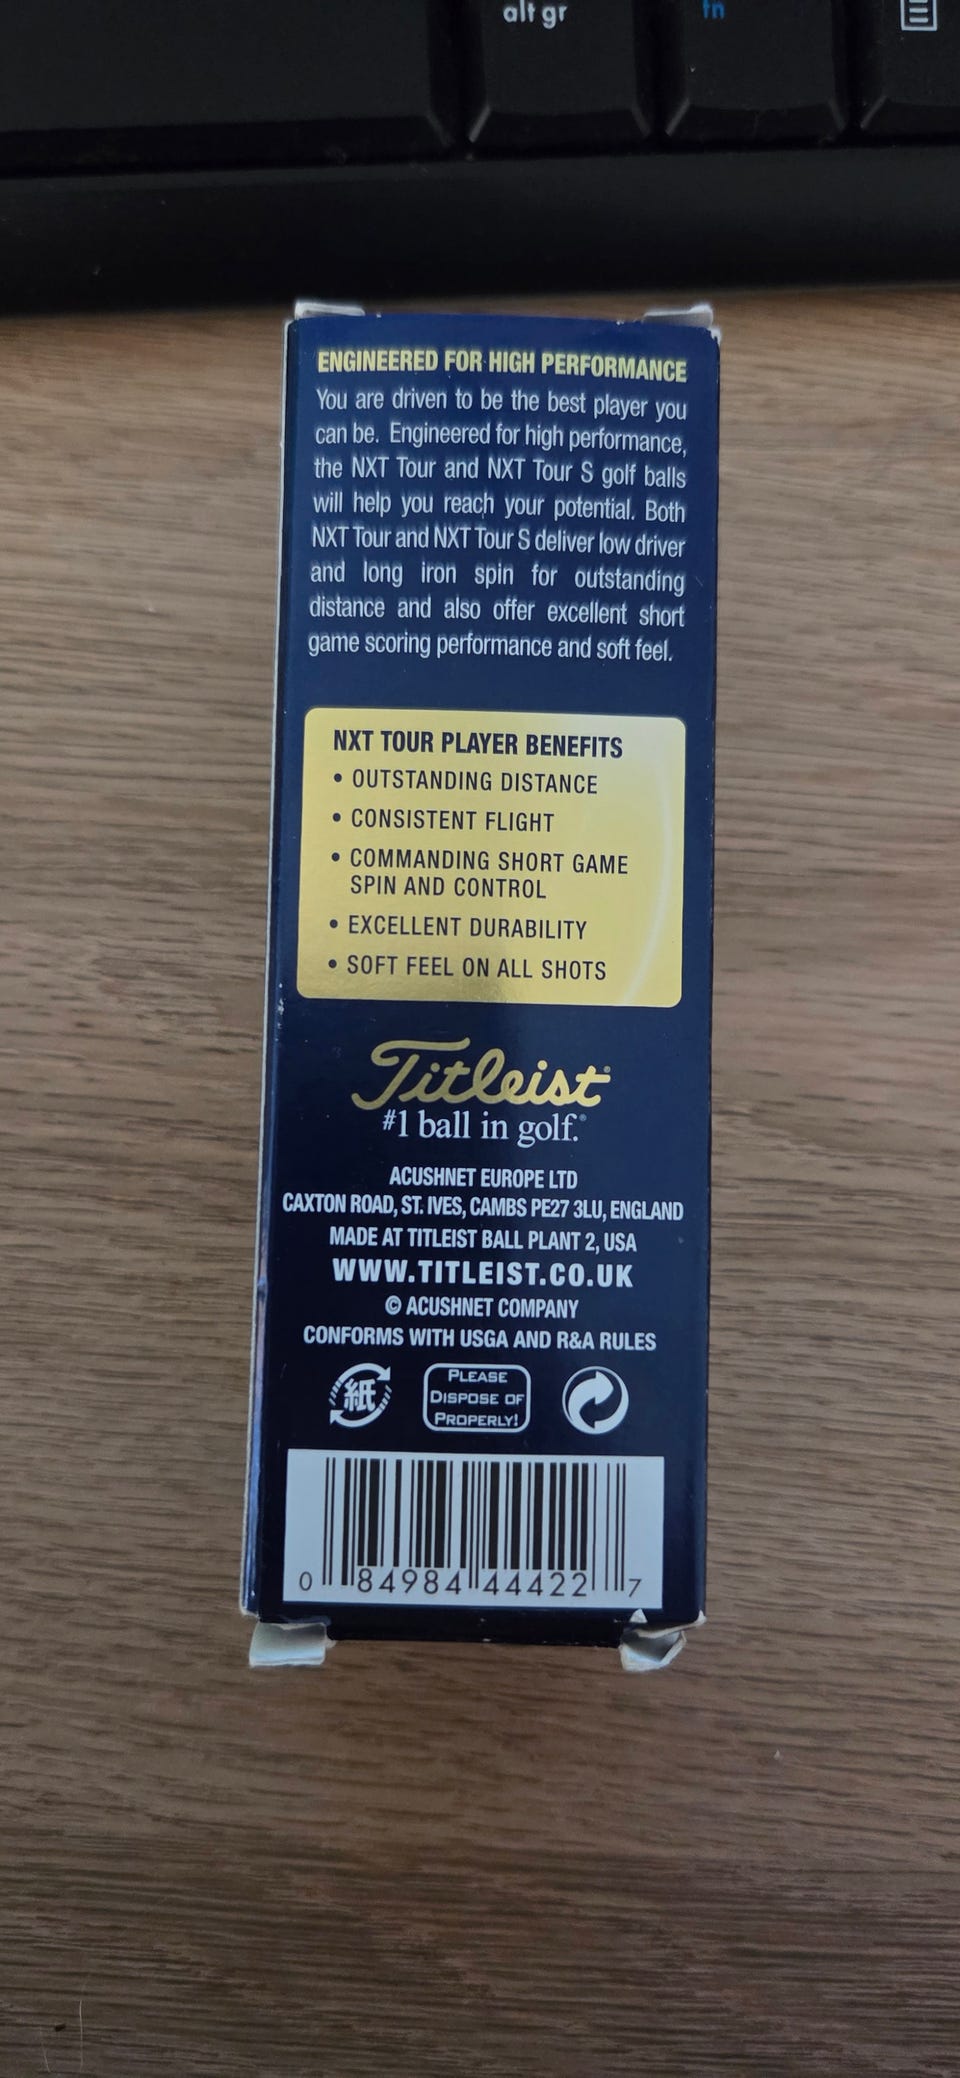 alt gr
fn
ENGINEERED FOR HIGH PERFORMANCE
You are driven to be the best player you
can be. Engineered for high performance,
the NXT Tour and NXT Tour S golf balls
will help you reach your potential. Both
NXT Tour and NXT Tour S deliver low driver
and long iron spin for outstanding
distance and also offer excellent short
game scoring performance and soft feel.
NXT TOUR PLAYER BENEFITS
• OUTSTANDING DISTANCE
• CONSISTENT FLIGHT
• COMMANDING SHORT GAME
SPIN AND CONTROL
• EXCELLENT DURABILITY
• SOFT FEEL ON ALL SHOTS
Titleist®
#1 ball in golf.®
ACUSHNET EUROPE LTD
CAXTON ROAD, ST. IVES, CAMBS PE27 3LU, ENGLAND
MADE AT TITLEIST BALL PLANT 2, USA
WWW.TITLEIST.CO.UK
© ACUSHNET COMPANY
CONFORMS WITH USGA AND R&A RULES
紙
PLEASE
DISPOSE OF
PROPERLY!
0 84984 44422 7